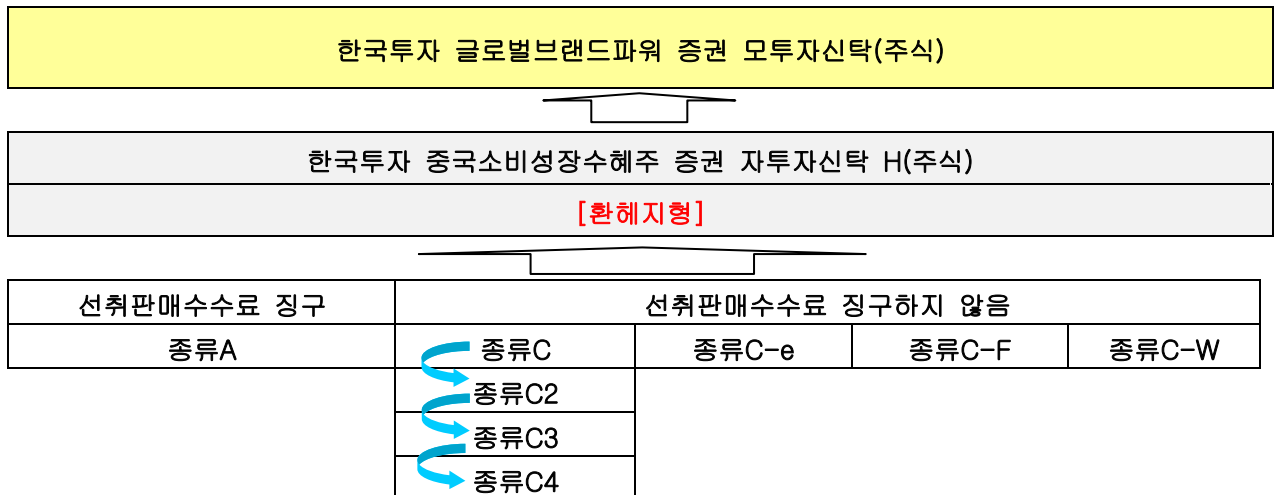 한국투자 글로벌브랜드파워 증권 모투자신탁(주식)
한국투자 중국소비성장수혜주 증권 자투자신탁 H(주식)
[환헤지형]
선취판매수수료 징구
선취판매수수료 징구하지 않음
종류A
종류C
종류C-e
종류C-F
종류C-W
종류C2
종류C3
종류C4